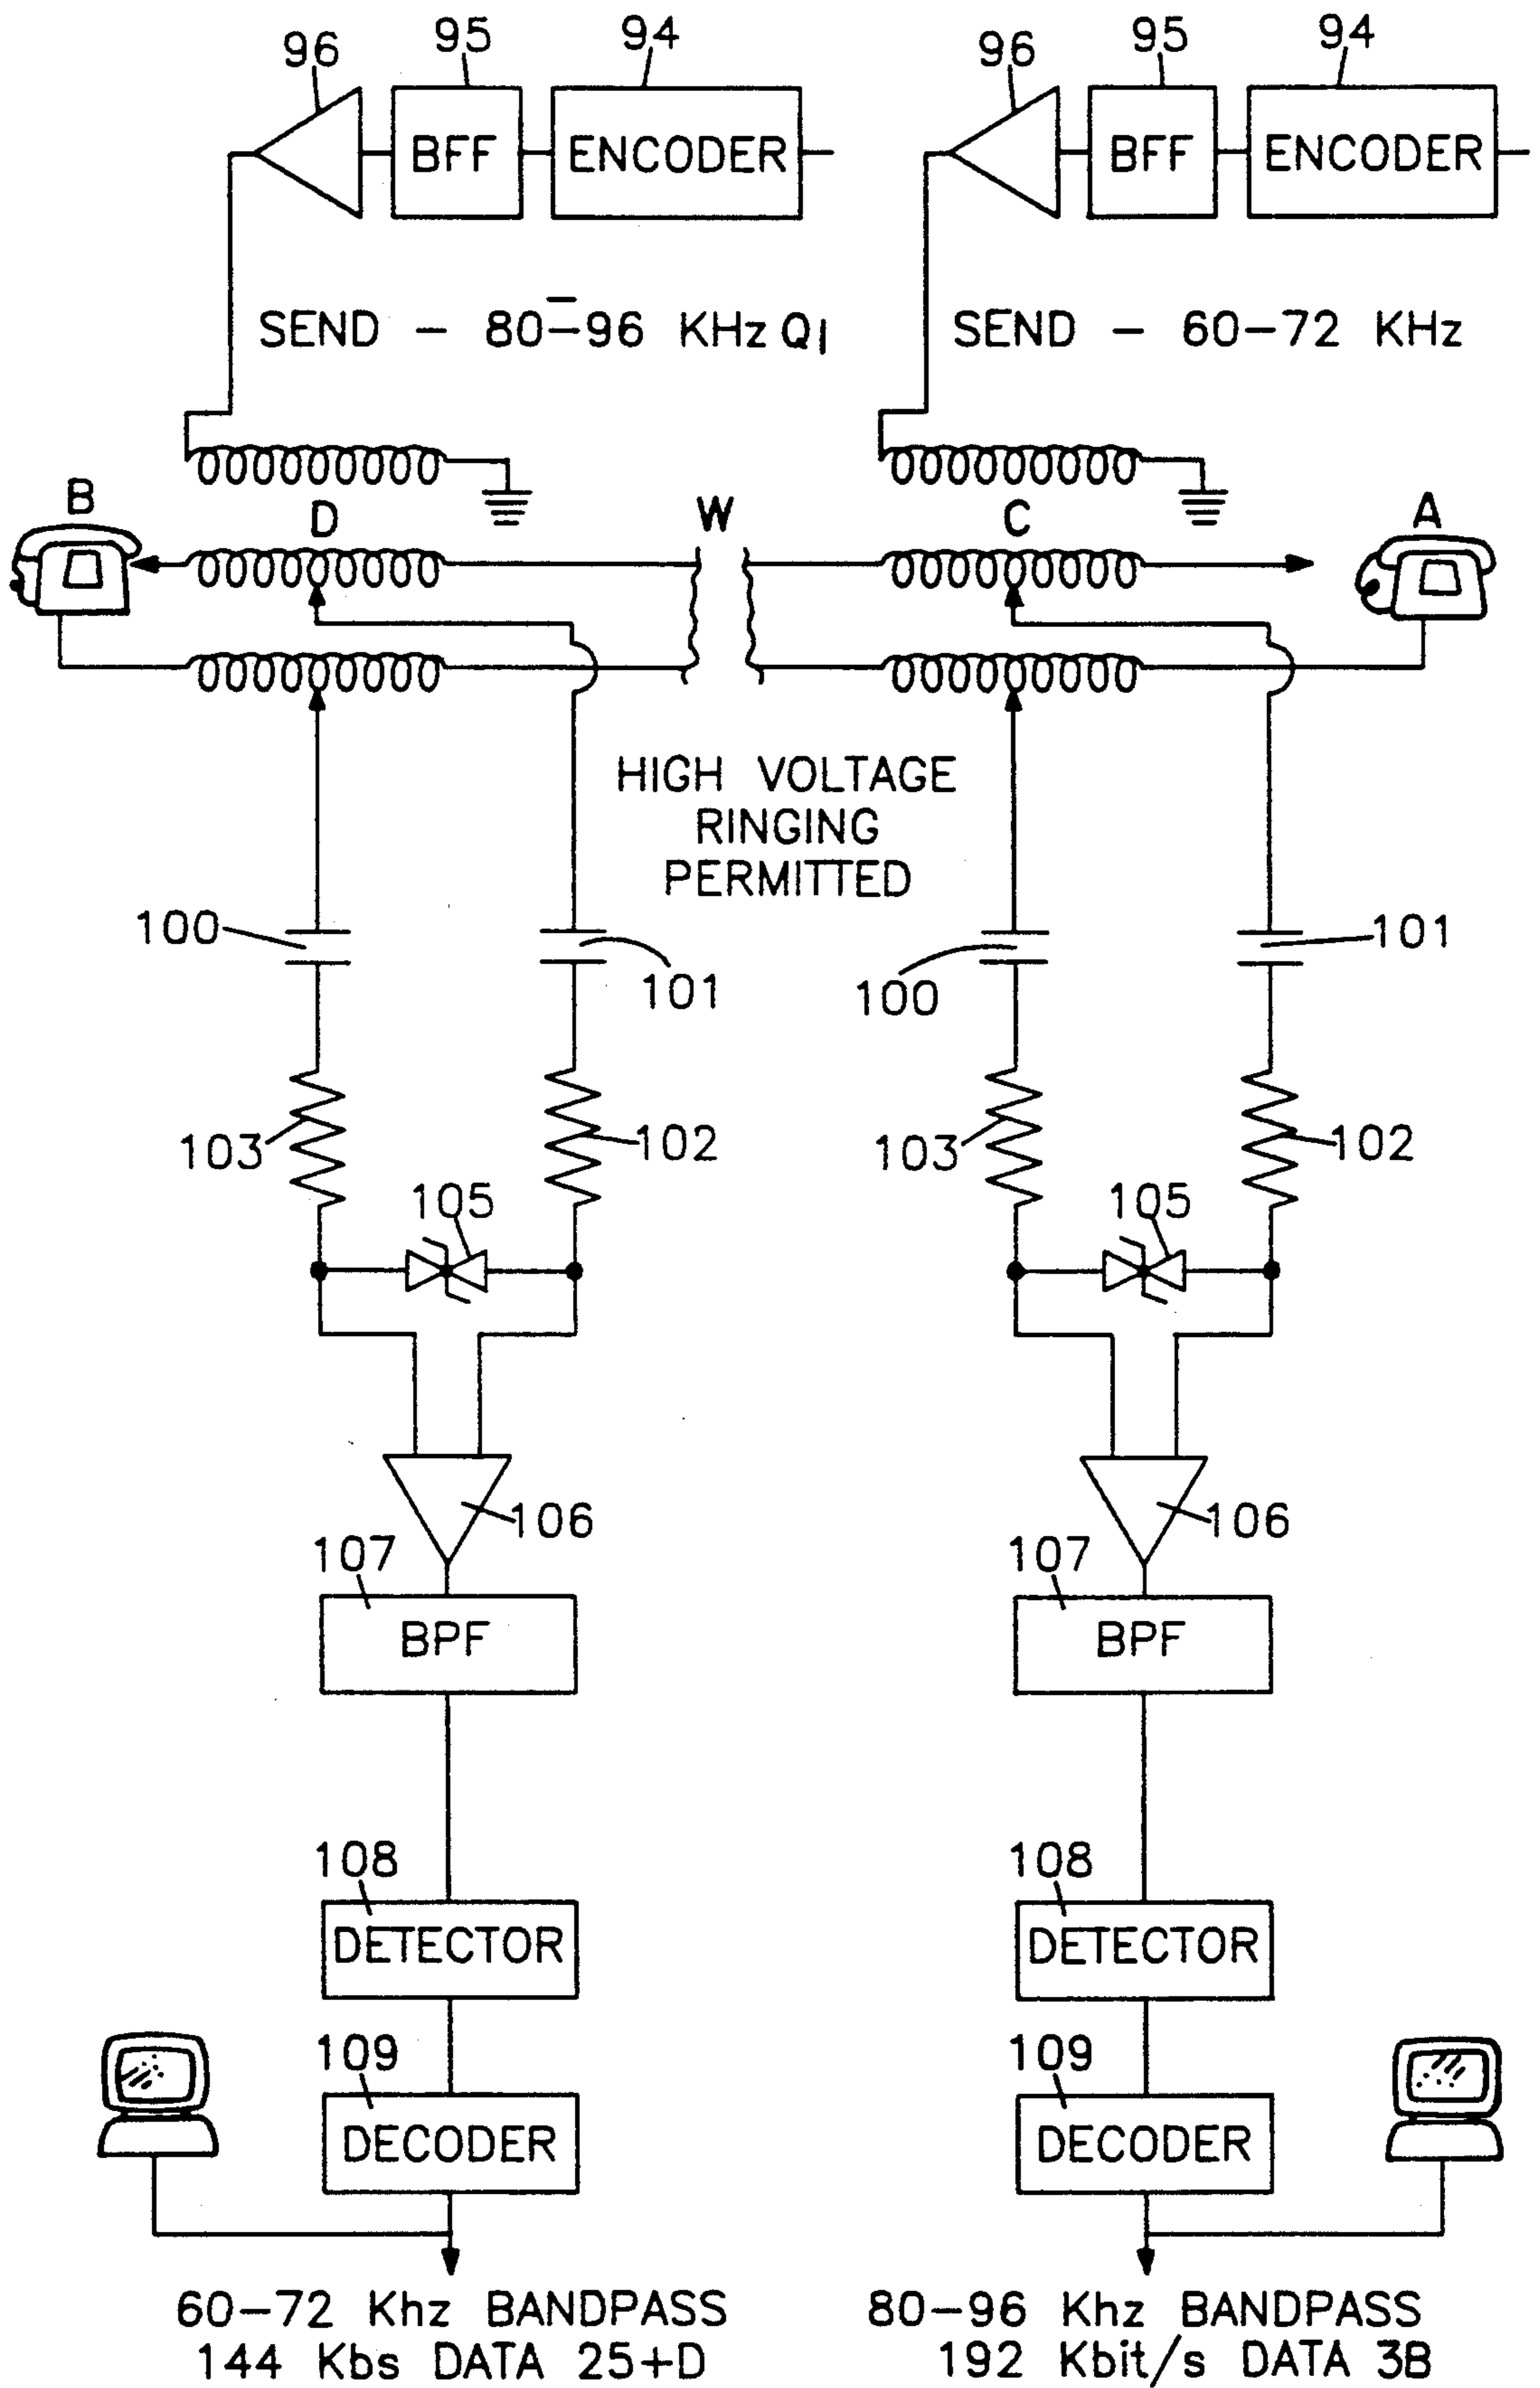 96 95 94 96 95 94
BFF ENCODER BFF ENCODER
SEND - 80-96 KHz Q1 SEND - 60-72 KHz
B D W C A
HIGH VOLTAGE
RINGING
PERMITTED
100 101 100 101
103 102 103 102
105 105
106 106
107 107
BPF BPF
108 108
DETECTOR DETECTOR
109 109
DECODER DECODER
60-72 Khz BANDPASS
144 Kbs DATA 25+D
80-96 Khz BANDPASS
192 Kbit/s DATA 3B